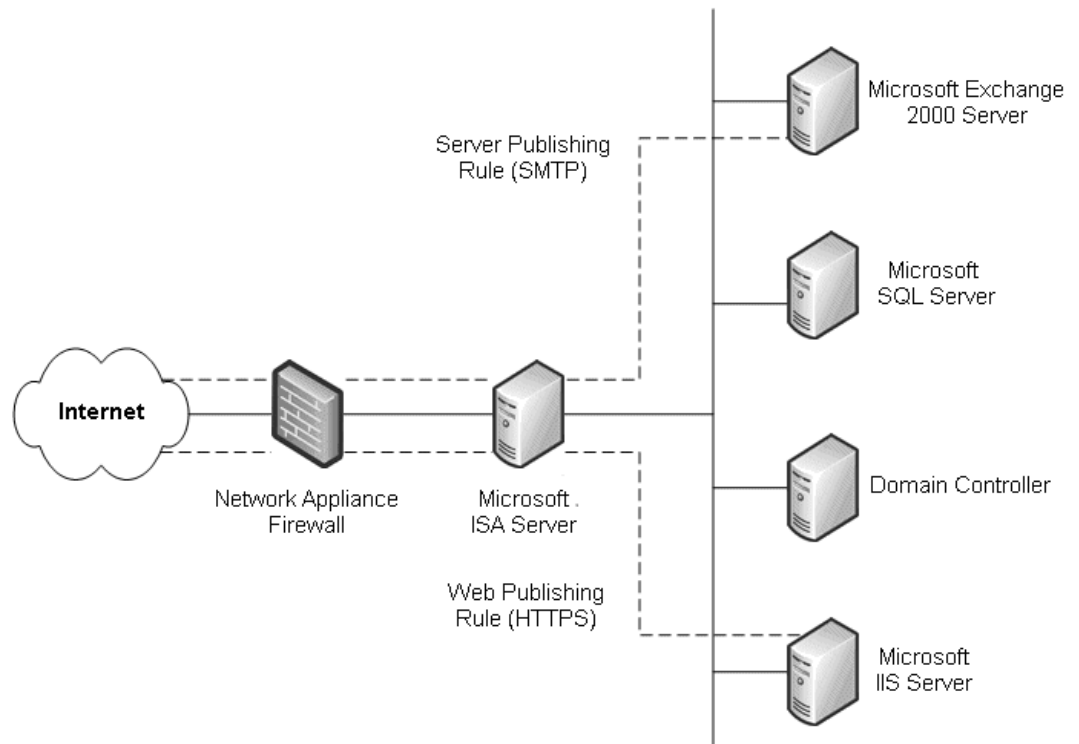 Microsoft Exchange
2000 Server
Server Publishing
Rule (SMTP)
Microsoft
SQL Server
Internet
Network Appliance
Firewall
Microsoft .
ISA Server
Domain Controller
Web Publishing
Rule (HTTPS)
Microsoft
IIS Server